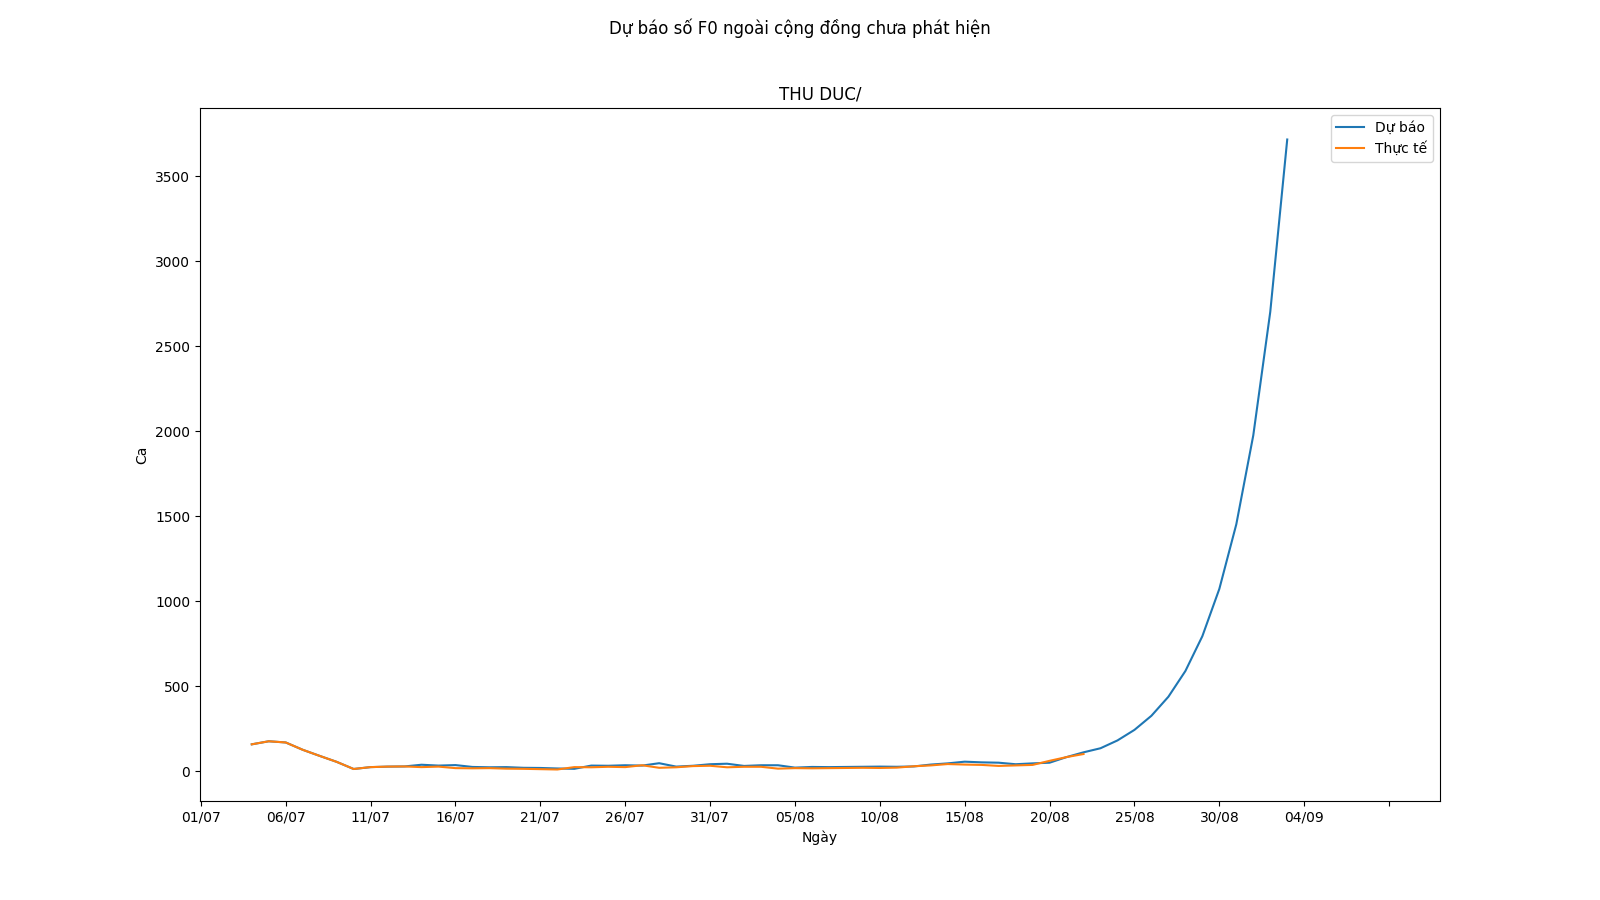 Dự báo số F0 ngoài cộng đồng chưa phát hiện
THU DUC/
Dự báo
Thực tế
3500
3000
2500
2000
1500
1000
500
0
Ca
01/07 06/07 11/07 16/07 21/07 26/07 31/07 05/08 10/08 15/08 20/08 25/08 30/08 04/09
Ngày